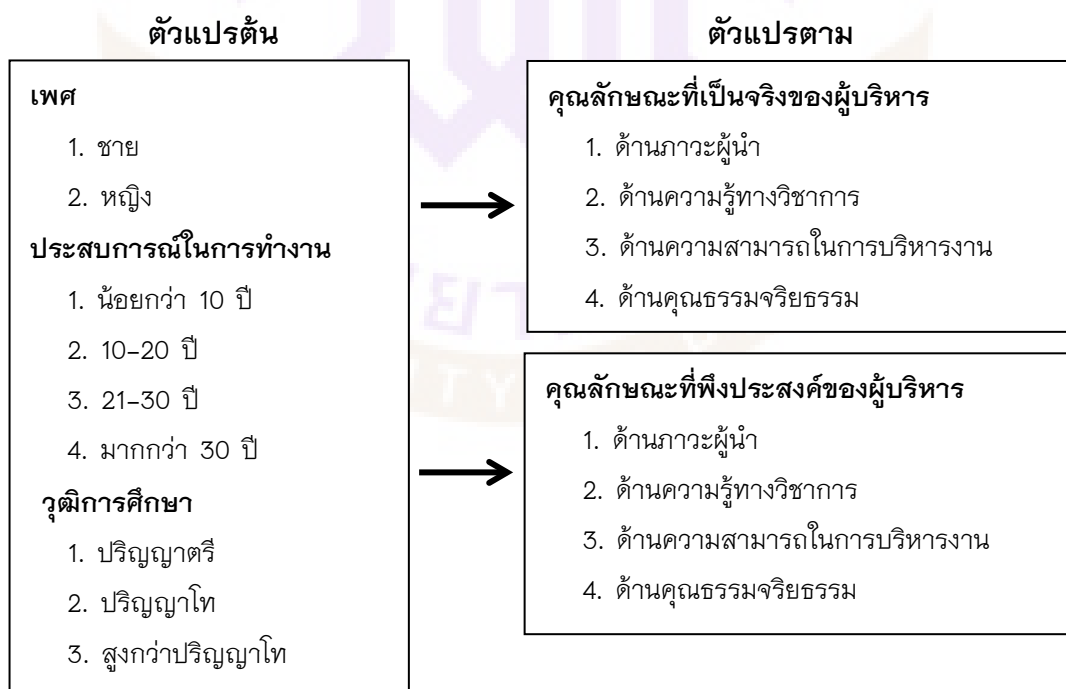 ตัวแปรต้น
เพศ
1. ชาย
2. หญิง
ประสบการณ์ในการทำงาน
1. น้อยกว่า 10 ปี
2. 10-20 ปี
3. 21-30 ปี
4. มากกว่า 30 ปี
วุฒิการศึกษา
1. ปริญญาตรี
2. ปริญญาโท
3. สูงกว่าปริญญาโท
ตัวแปรตาม
คุณลักษณะที่เป็นจริงของผู้บริหาร
1. ด้านภาวะผู้นำ
2. ด้านความรู้ทางวิชาการ
3. ด้านความสามารถในการบริหารงาน
4. ด้านคุณธรรมจริยธรรม
คุณลักษณะที่พึงประสงค์ของผู้บริหาร
1. ด้านภาวะผู้นำ
2. ด้านความรู้ทางวิชาการ
3. ด้านความสามารถในการบริหารงาน
4. ด้านคุณธรรมจริยธรรม